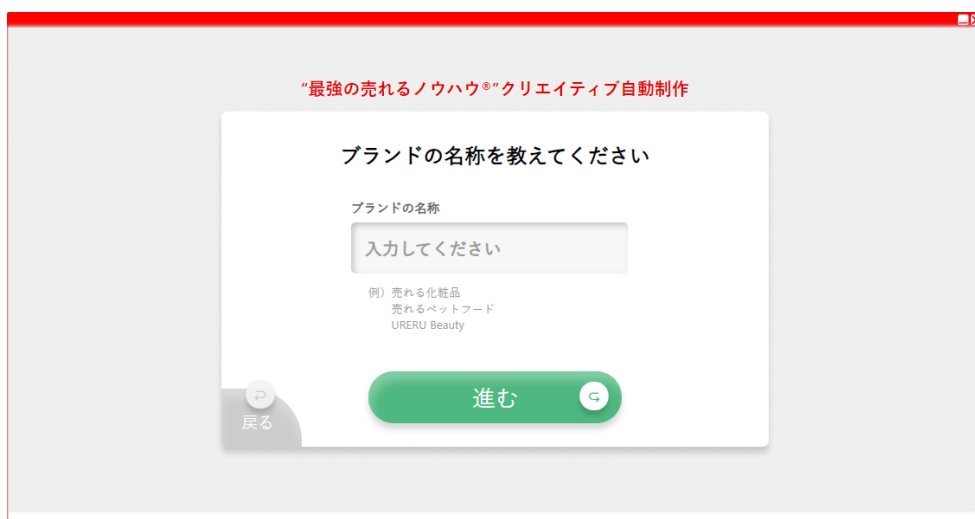 "最強の売れるノウハウ®"クリエイティブ自動制作
ブランドの名称を教えてください
ブランドの名称
入力してください
例）売れる化粧品
売れるペットフード
URERU Beauty
進む
戻る